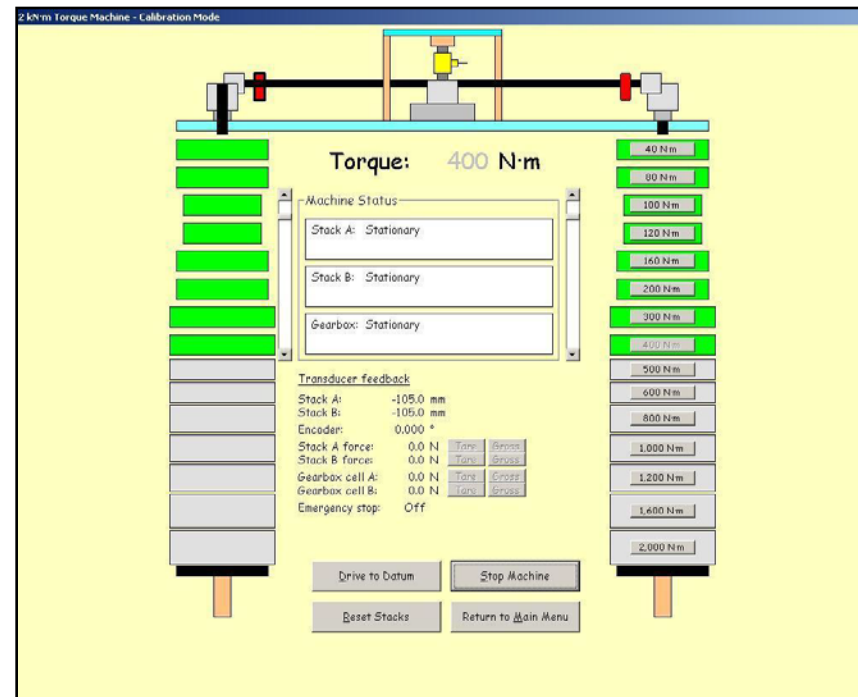 2 kN·m Torque Machine - Calibration Mode
Torque: 400 N·m
Machine Status
Stack A: Stationary
Stack B: Stationary
Gearbox: Stationary
Transducer feedback
Stack A: -105.0 mm
Stack B: -105.0 mm
Encoder: 0.000 °
Stack A force: 0.0 N Tare Gross
Stack B force: 0.0 N Tare Gross
Gearbox cell A: 0.0 N Tare Gross
Gearbox cell B: 0.0 N Tare Gross
Emergency stop: Off
Drive to Datum Stop Machine
Reset Stacks Return to Main Menu
40 N·m
80 N·m
100 N·m
120 N·m
160 N·m
200 N·m
300 N·m
400 N·m
500 N·m
600 N·m
800 N·m
1,000 N·m
1,200 N·m
1,600 N·m
2,000 N·m